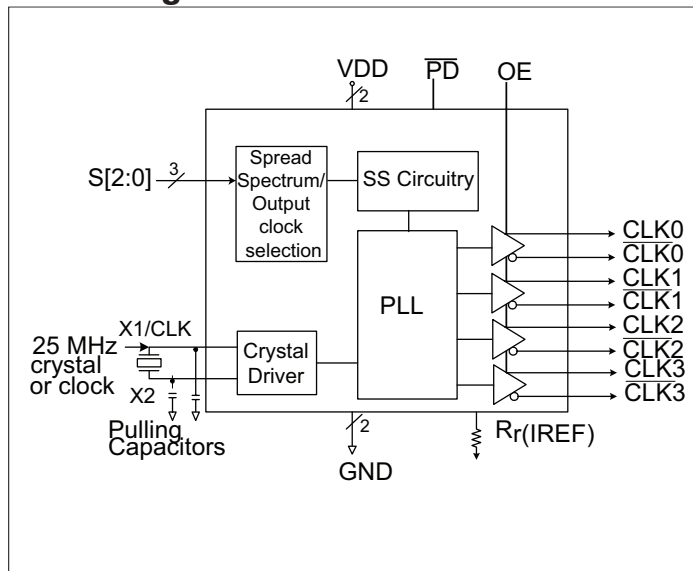 VDD
PD
OE
2
S[2:0]
3
Spread
Spectrum/
Output
clock
selection
SS Circuitry
PLL
CLK0
CLK0
CLK1
CLK1
CLK2
CLK2
CLK3
CLK3
X1/CLK
25 MHz
crystal
or clock
X2
Crystal
Driver
Pulling
Capacitors
2
GND
Rr(IREF)